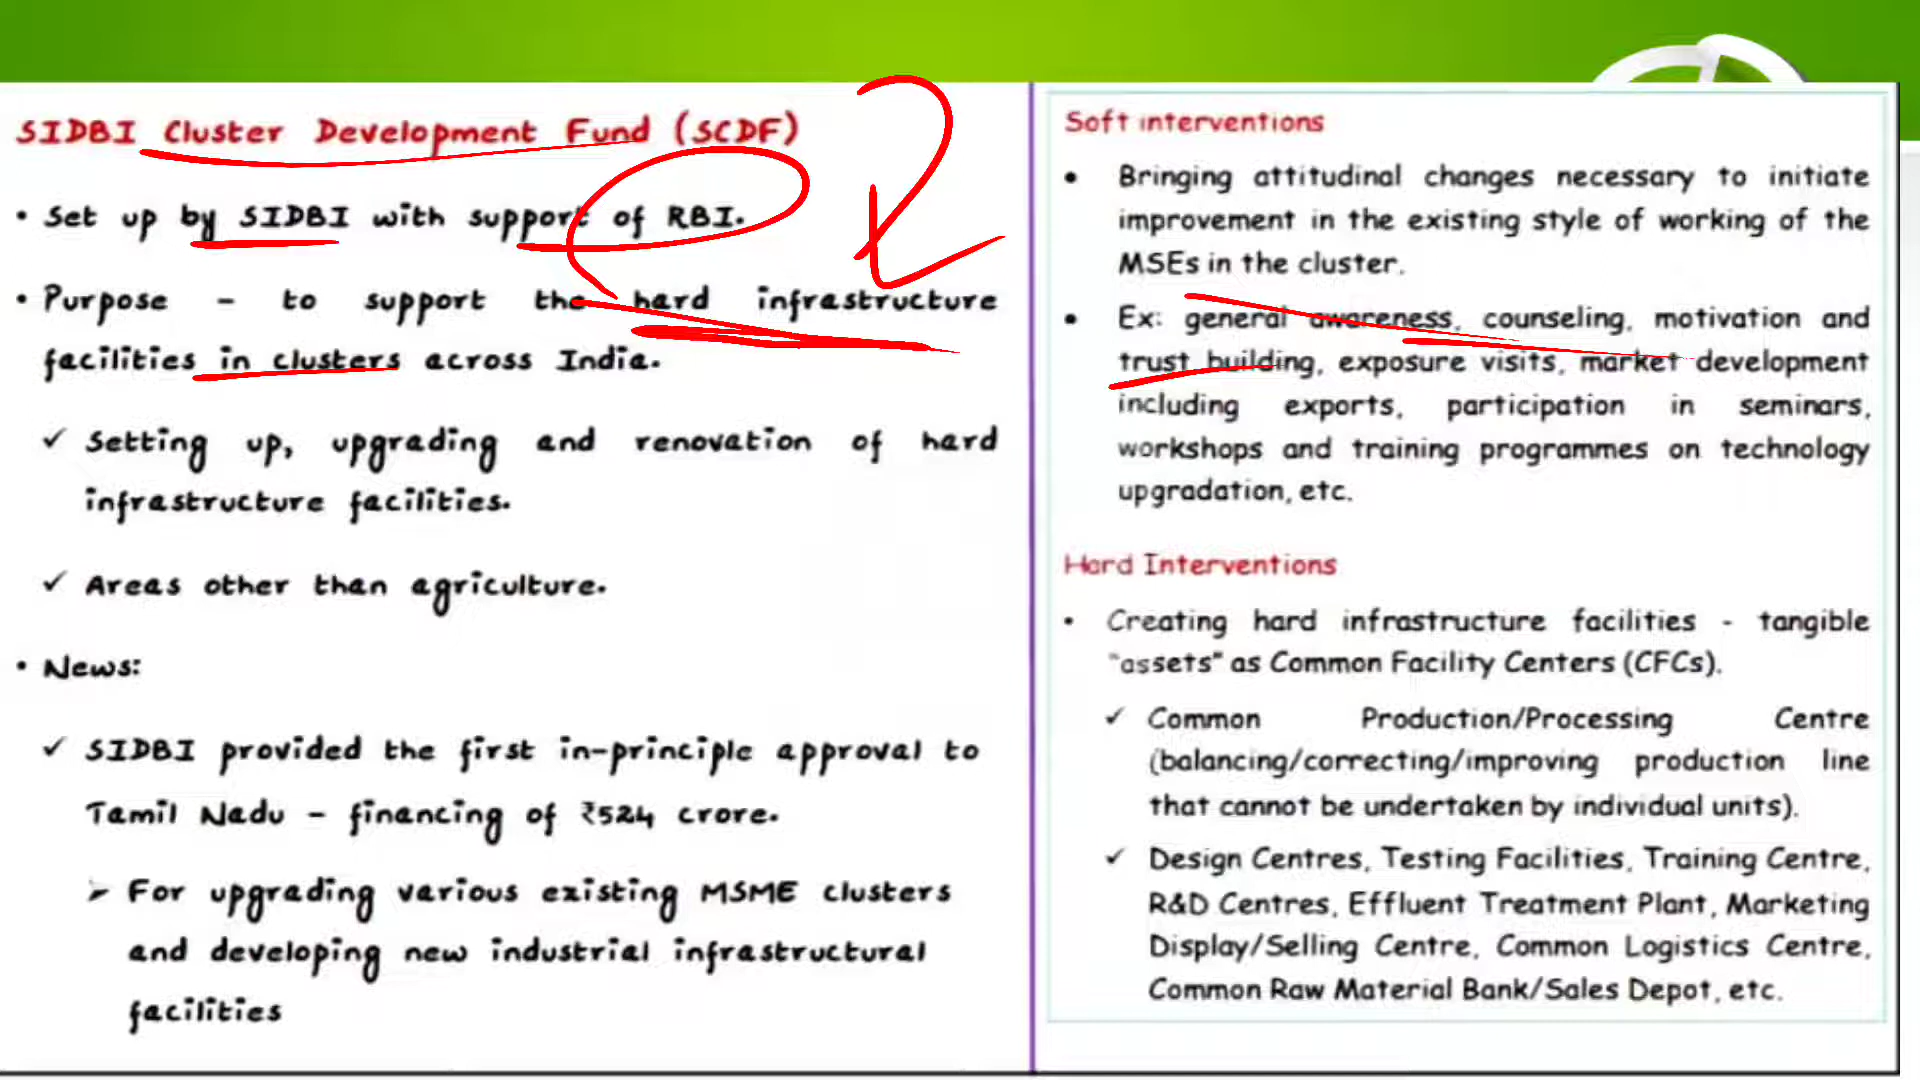 SIDBI Cluster Development Fund (SCDF)
• Set up by SIDBI with support of RBI.
• Purpose – to support the hard infrastructure
facilities in clusters across India.
✓ Setting up, upgrading and renovation of hard
infrastructure facilities.
✓ Areas other than agriculture.
• News:
✓ SIDBI provided the first in-principle approval to
Tamil Nadu – financing of ₹524 crore.
➢ For upgrading various existing MSME clusters
and developing new industrial infrastructural
facilities
Soft interventions
• Bringing attitudinal changes necessary to initiate
improvement in the existing style of working of the
MSEs in the cluster.
• Ex: general awareness, counseling, motivation and
trust building, exposure visits, market development
including exports, participation in seminars,
workshops and training programmes on technology
upgradation, etc.
Hard Interventions
• Creating hard infrastructure facilities - tangible
"assets" as Common Facility Centers (CFCs).
✓ Common Production/Processing Centre
(balancing/correcting/improving production line
that cannot be undertaken by individual units).
✓ Design Centres, Testing Facilities, Training Centre,
R&D Centres, Effluent Treatment Plant, Marketing
Display/Selling Centre, Common Logistics Centre,
Common Raw Material Bank/Sales Depot, etc.